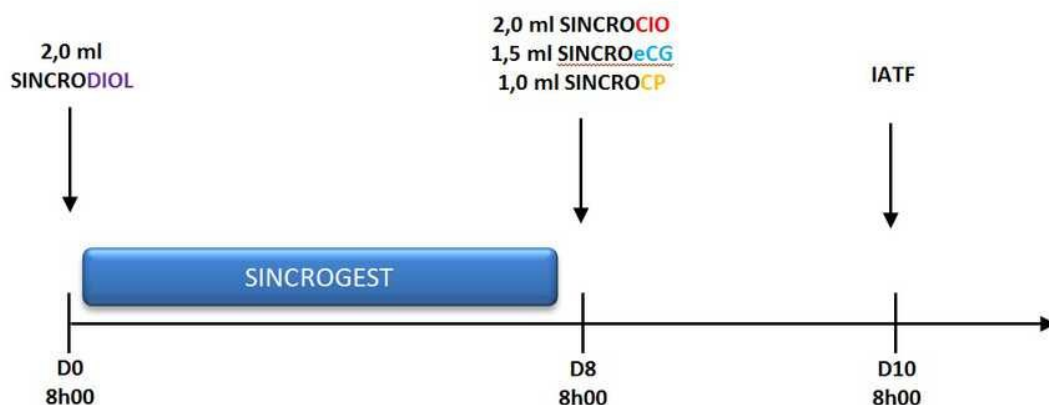 2,0 ml
SINCRODIOL
2,0 ml SINCROCIO
1,5 ml SINCROeCG
1,0 ml SINCROCP
IATF
SINCROGEST
D0
8h00
D8
8h00
D10
8h00